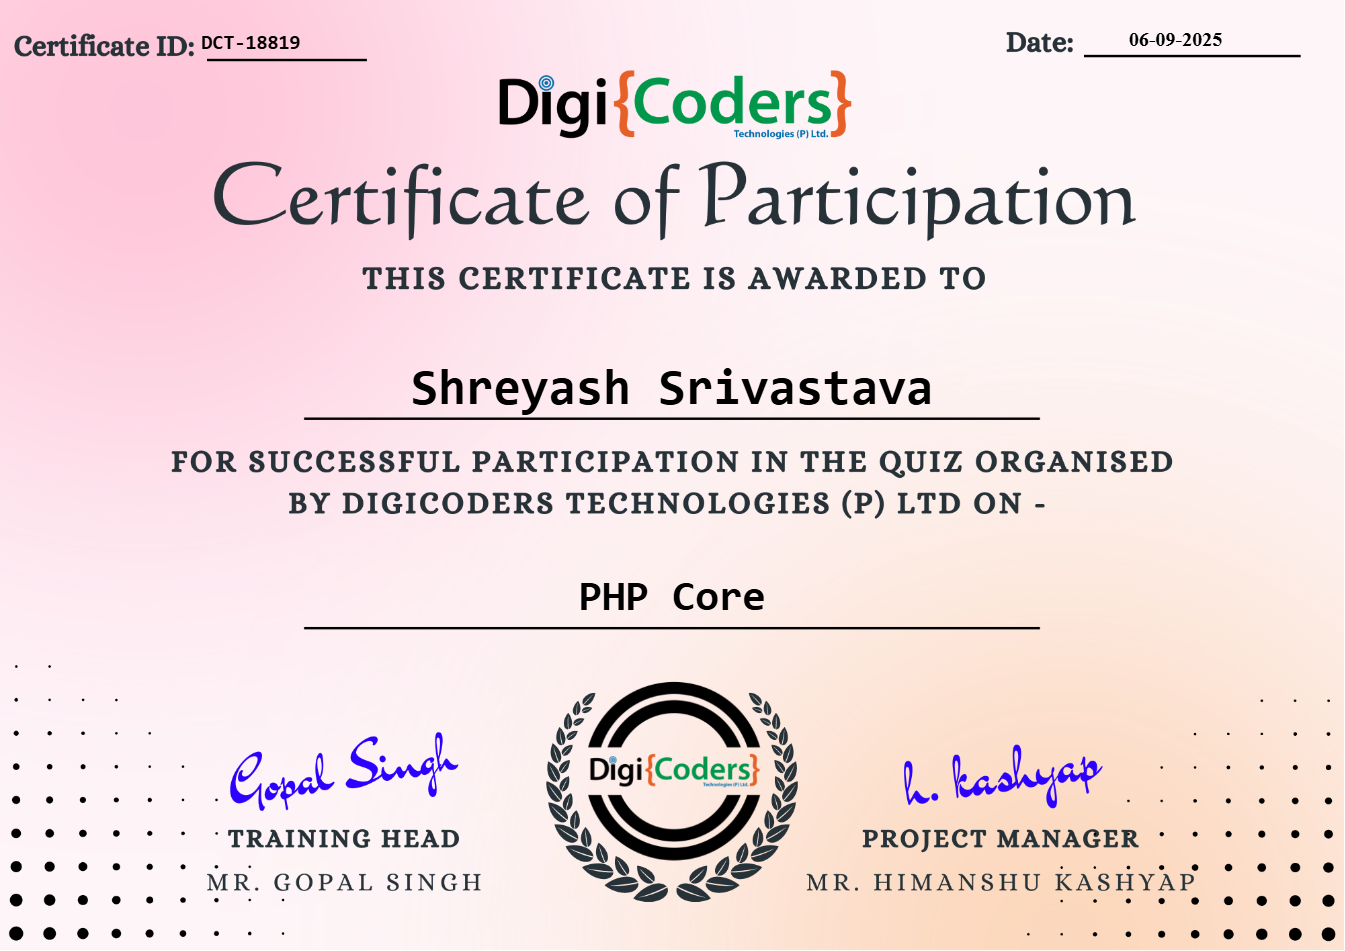 Certificate ID: DCT-18819
Date: 06-09-2025
Digi{Coders}
Technologies (P) Ltd.
Certificate of Participation
THIS CERTIFICATE IS AWARDED TO
Shreyash Srivastava
FOR SUCCESSFUL PARTICIPATION IN THE QUIZ ORGANISED
BY DIGICODERS TECHNOLOGIES (P) LTD ON -
PHP Core
Gopal Singh
TRAINING HEAD
MR. GOPAL SINGH
Digi{Coders}
Technologies (P) Ltd.
h. kashyap
PROJECT MANAGER
MR. HIMANSHU KASHYAP